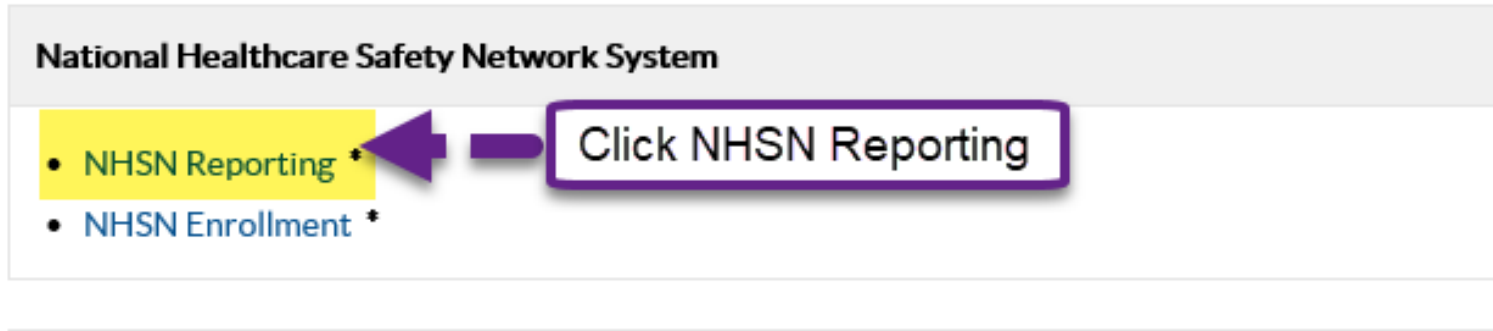 National Healthcare Safety Network System
• NHSN Reporting *
Click NHSN Reporting
• NHSN Enrollment *